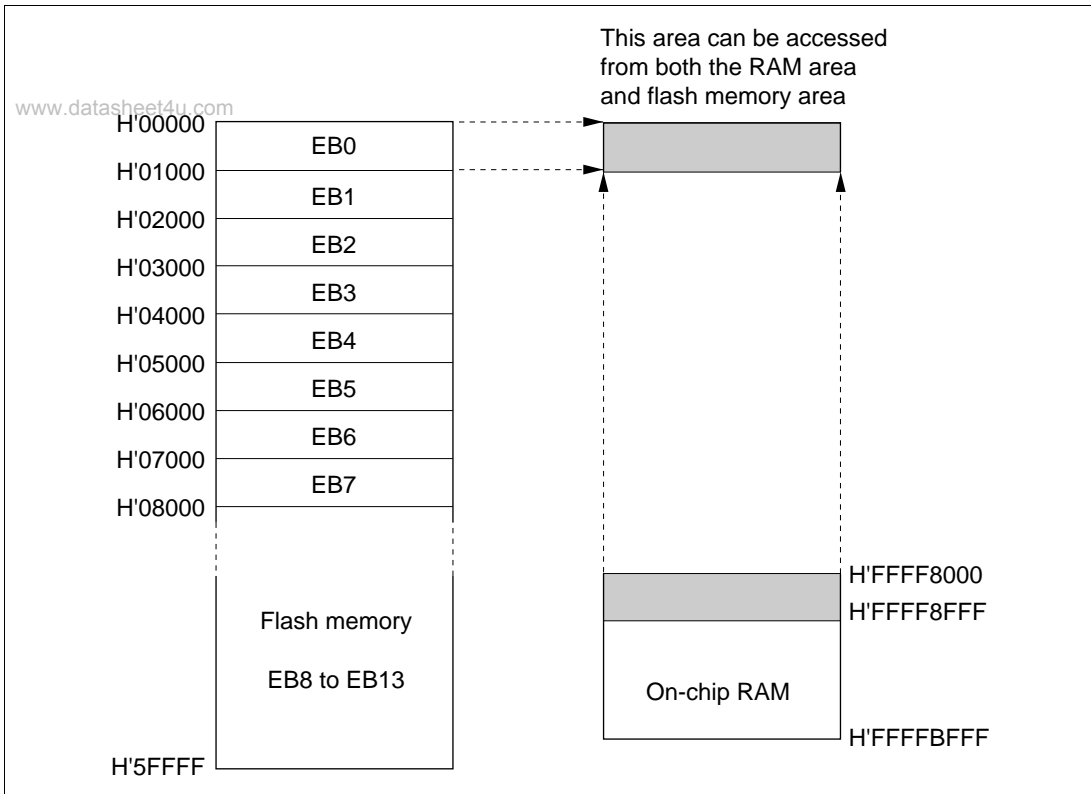 This area can be accessed
from both the RAM area
and flash memory area
www.datasheet4u.com
H'00000
EB0
H'01000
EB1
H'02000
EB2
H'03000
EB3
H'04000
EB4
H'05000
EB5
H'06000
EB6
H'07000
EB7
H'08000
H'FFFF8000
H'FFFF8FFF
Flash memory
EB8 to EB13
On-chip RAM
H'FFFFBFFF
H'5FFFF